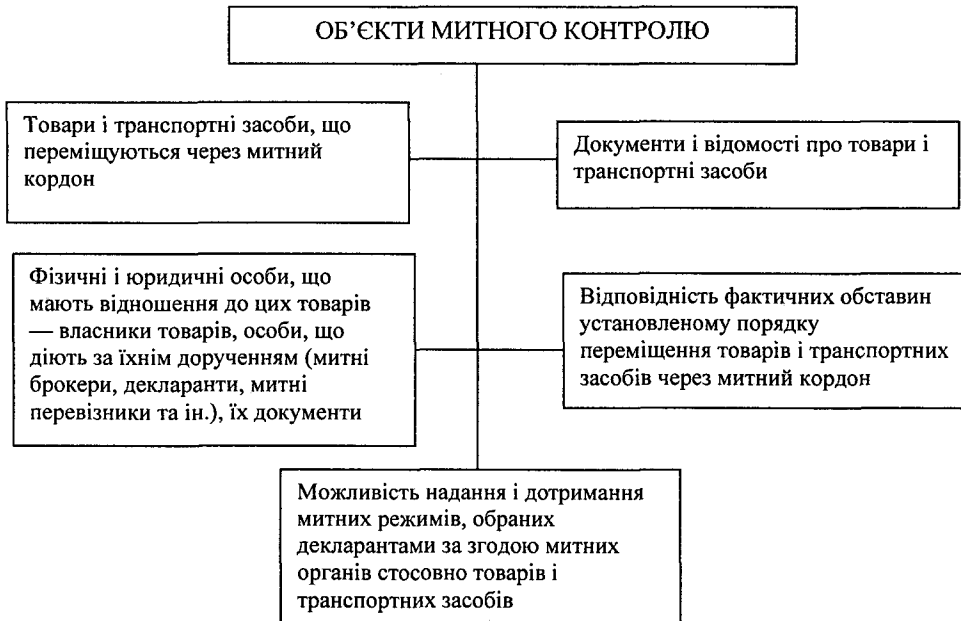 ОБ’ЄКТИ МИТНОГО КОНТРОЛЮ
Товари і транспортні засоби, що
переміщуються через митний
кордон
Документи і відомості про товари і
транспортні засоби
Фізичні і юридичні особи, що
мають відношення до цих товарів
— власники товарів, особи, що
діють за їхнім дорученням (митні
брокери, декларанти, митні
перевізники та ін.), їх документи
Відповідність фактичних обставин
установленому порядку
переміщення товарів і транспортних
засобів через митний кордон
Можливість надання і дотримання
митних режимів, обраних
декларантами за згодою митних
органів стосовно товарів і
транспортних засобів